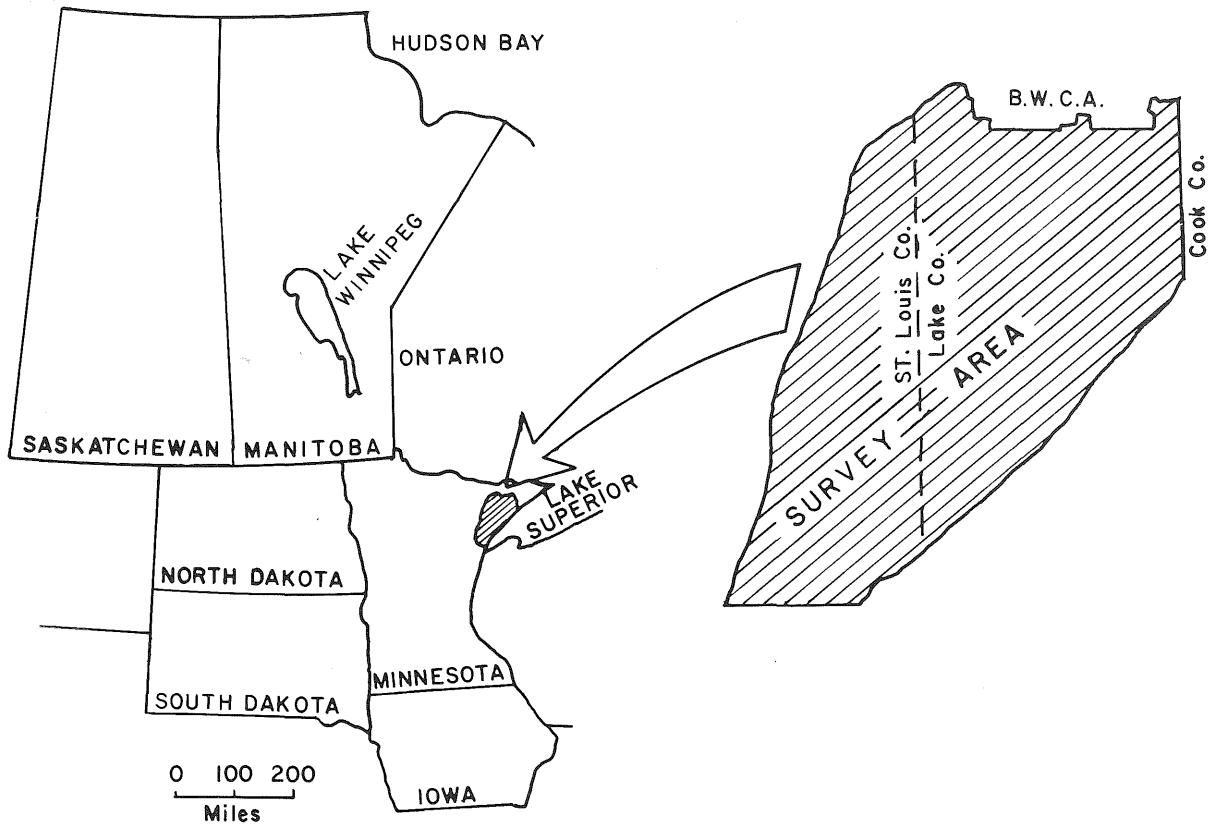 HUDSON BAY
B.W.C.A.
Cook Co.
LAKE
WINNIPEG
ST. Louis Co.
Lake Co.
ONTARIO
SURVEY AREA
SASKATCHEWAN
MANITOBA
LAKE
SUPERIOR
NORTH DAKOTA
MINNESOTA
SOUTH DAKOTA
0 100 200
Miles
IOWA